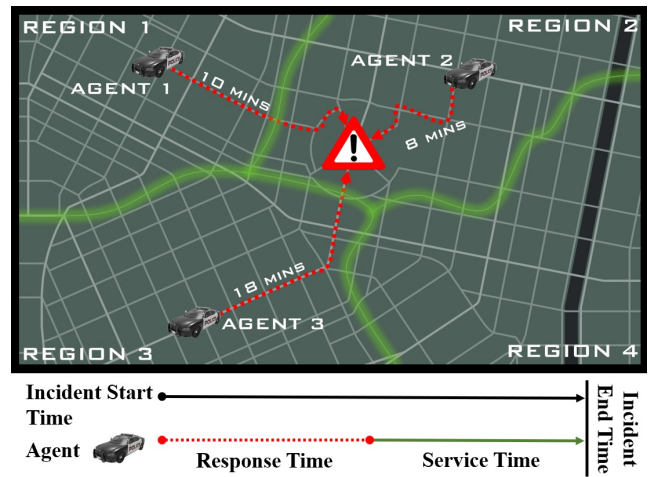 REGION 1
REGION 2
AGENT 1
AGENT 2
10 MINS
8 MINS
18 MINS
AGENT 3
REGION 3
REGION 4
Incident Start
Time
Incident
End Time
Agent
Response Time
Service Time